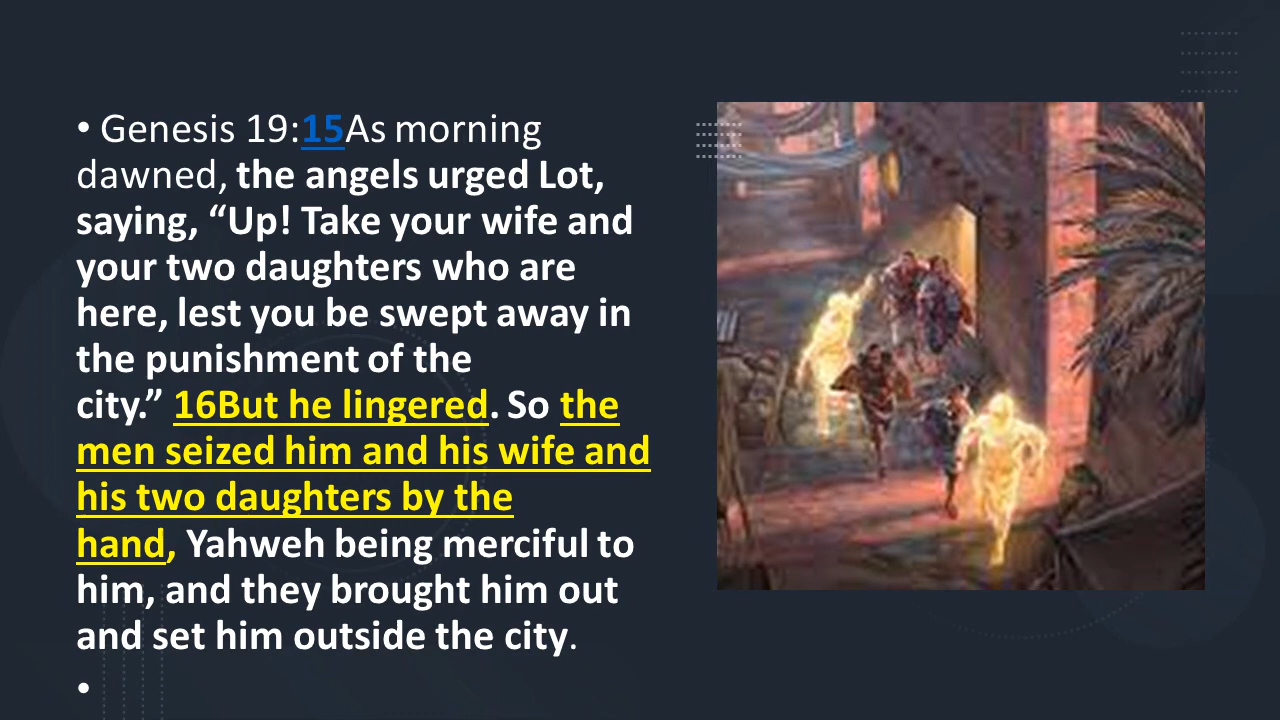 • Genesis 19:15As morning
dawned, the angels urged Lot,
saying, “Up! Take your wife and
your two daughters who are
here, lest you be swept away in
the punishment of the
city.” 16But he lingered. So the
men seized him and his wife and
his two daughters by the
hand, Yahweh being merciful to
him, and they brought him out
and set him outside the city.
•